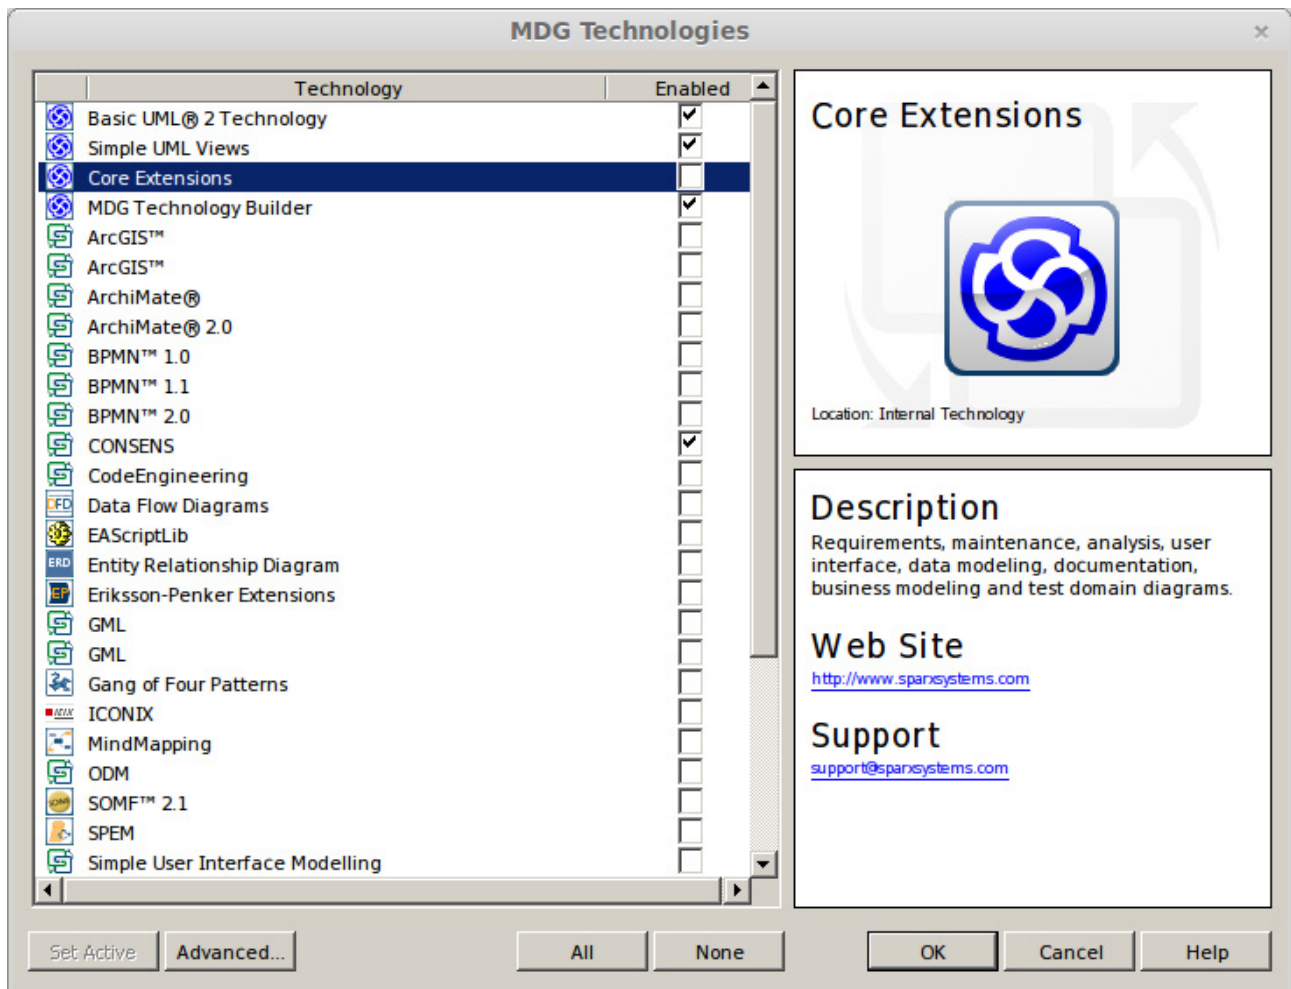 MDG Technologies
Technology Enabled
Basic UML® 2 Technology
Simple UML Views
Core Extensions
MDG Technology Builder
ArcGIS™
ArcGIS™
ArchiMate®
ArchiMate® 2.0
BPMN™ 1.0
BPMN™ 1.1
BPMN™ 2.0
CONSENS
CodeEngineering
DFD Data Flow Diagrams
EAScriptLib
ERD Entity Relationship Diagram
EP Eriksson-Penker Extensions
GML
GML
Gang of Four Patterns
ICONIX
MindMapping
ODM
SOMF™ 2.1
SPEM
Simple User Interface Modelling
Core Extensions
Location: Internal Technology
Description
Requirements, maintenance, analysis, user
interface, data modeling, documentation,
business modeling and test domain diagrams.
Web Site
http://www.sparxsystems.com
Support
support@sparxsystems.com
Set Active Advanced... All None OK Cancel Help